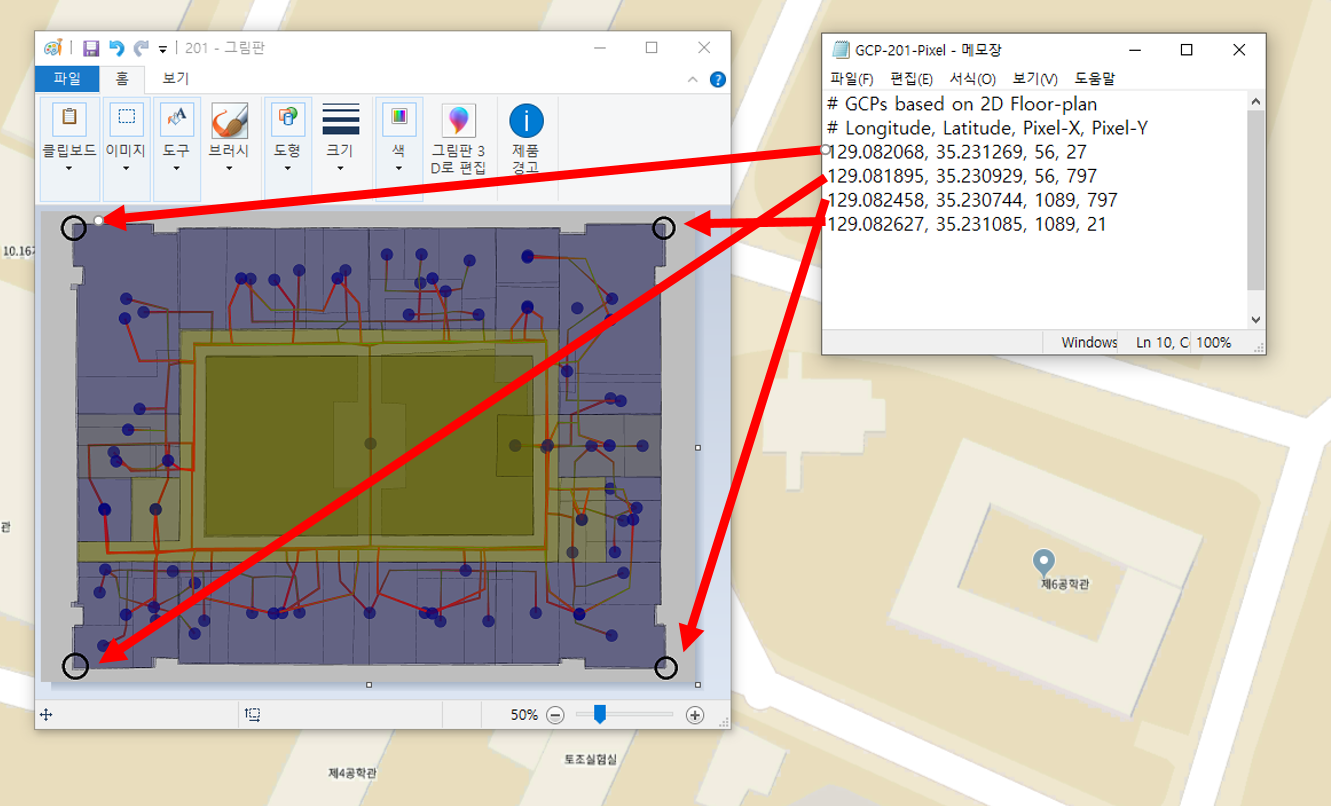 201 - 그림판
파일 홈 보기
클립보드 이미지 도구 브러시 도형 크기 색 그림판 3D로 편집 제품 경고
50%
GCP-201-Pixel - 메모장
파일(F) 편집(E) 서식(O) 보기(V) 도움말
# GCPs based on 2D Floor-plan
# Longitude, Latitude, Pixel-X, Pixel-Y
129.082068, 35.231269, 56, 27
129.081895, 35.230929, 56, 797
129.082458, 35.230744, 1089, 797
129.082627, 35.231085, 1089, 21
Windows Ln 10, C 100%
10.16
관
제6공학관
제4공학관
토조실험실